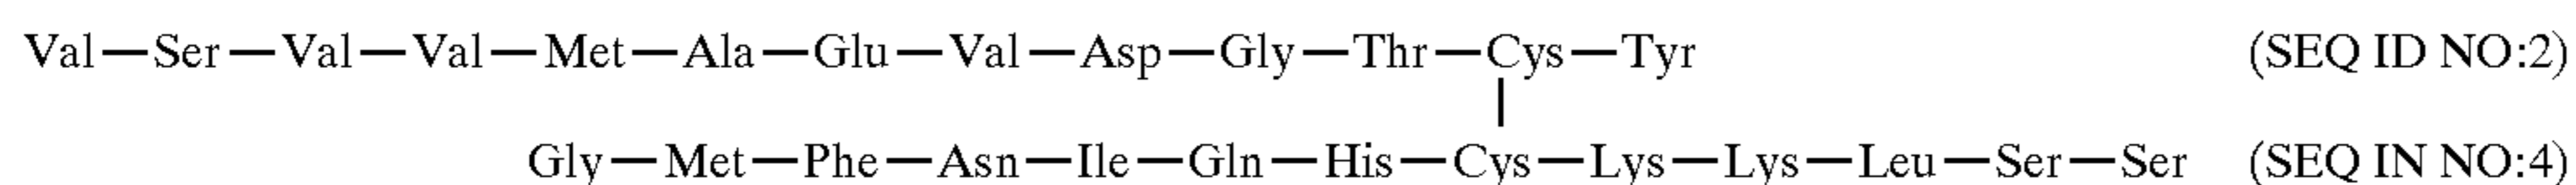 Val—Ser—Val—Val—Met—Ala—Glu—Val—Asp—Gly—Thr—Cys—Tyr (SEQ ID NO:2)
Gly—Met—Phe—Asn—Ile—Gln—His—Cys—Lys—Lys—Leu—Ser—Ser (SEQ IN NO:4)